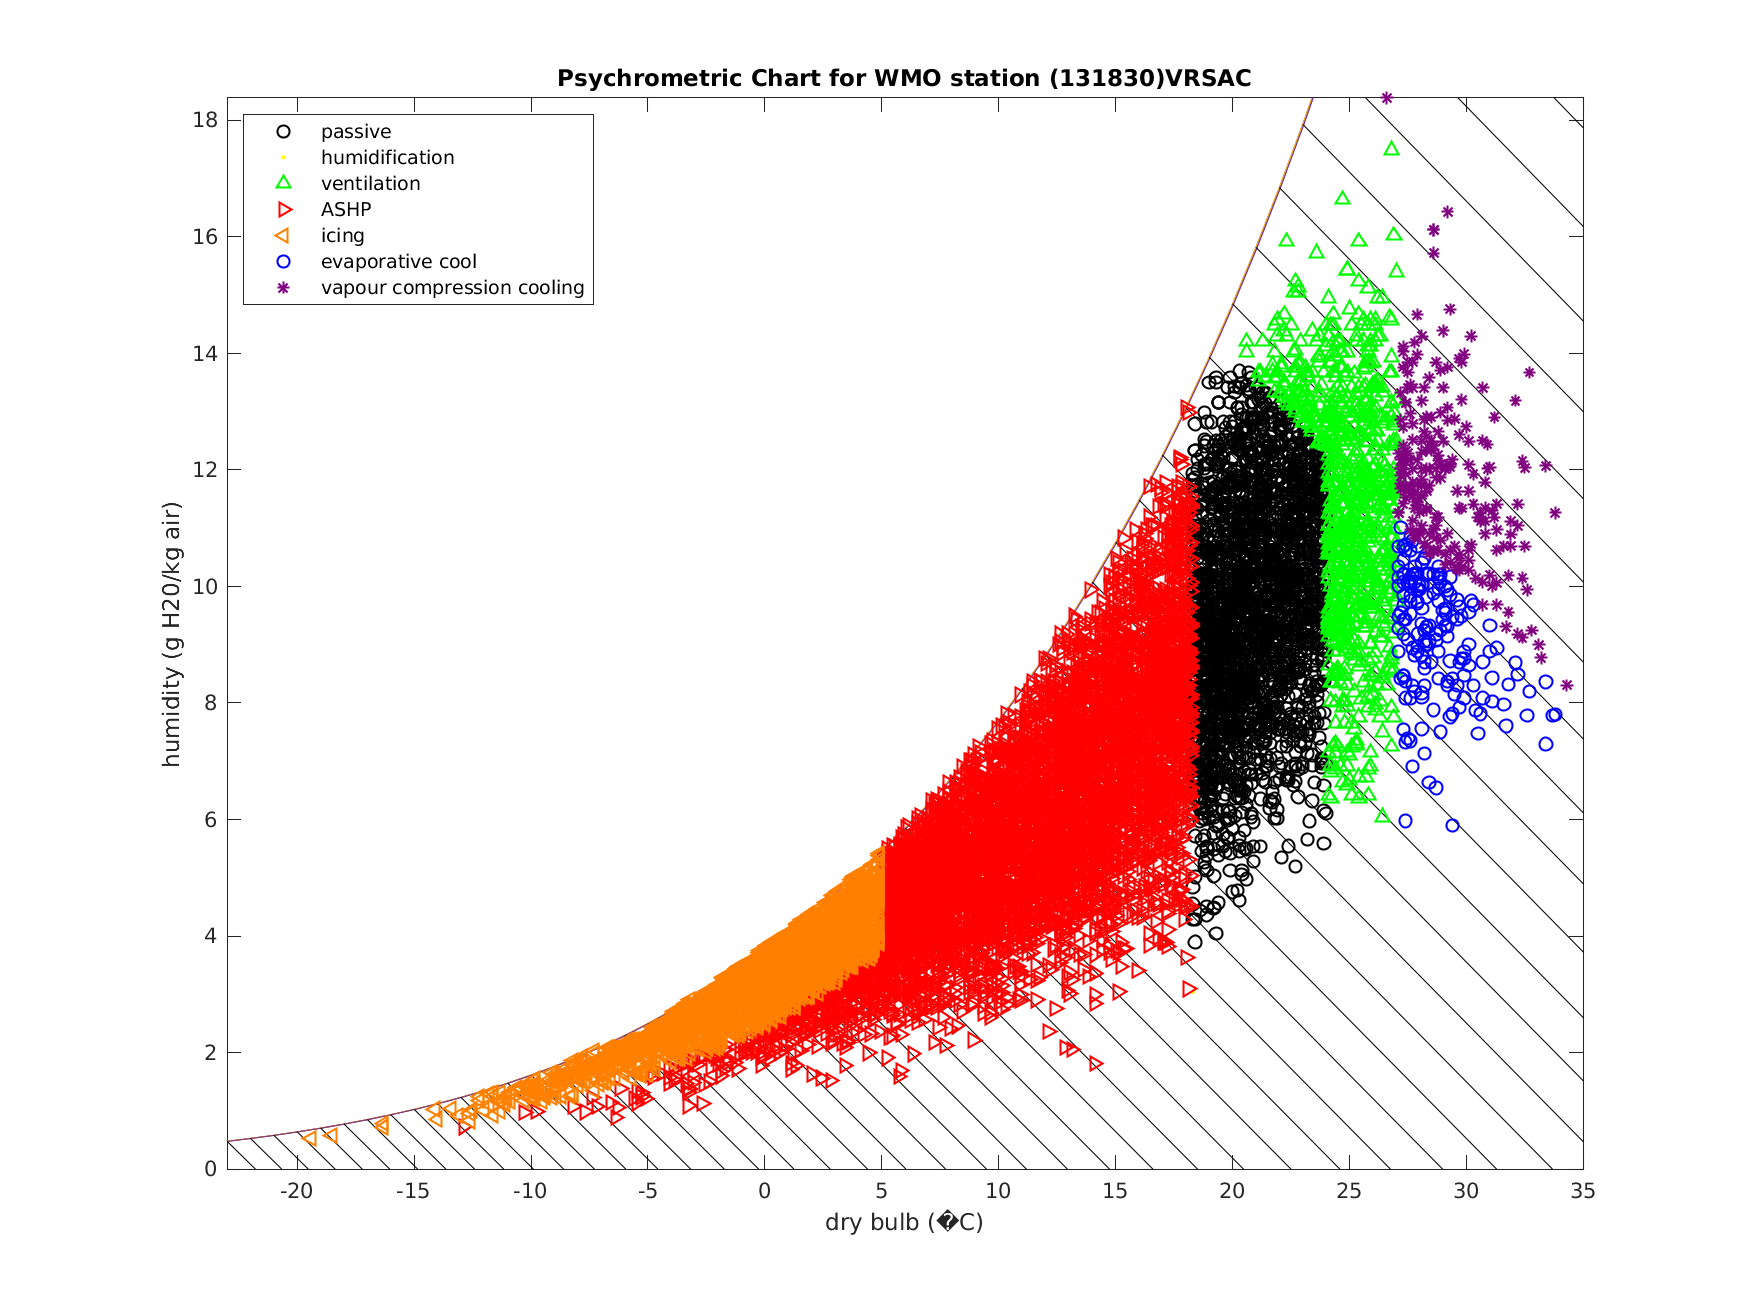 Psychrometric Chart for WMO station (131830)VRSAC
passive
humidification
ventilation
ASHP
icing
evaporative cool
vapour compression cooling
humidity (g H20/kg air)
18
16
14
12
10
8
6
4
2
0
-20 -15 -10 -5 0 5 10 15 20 25 30 35
dry bulb (�C)